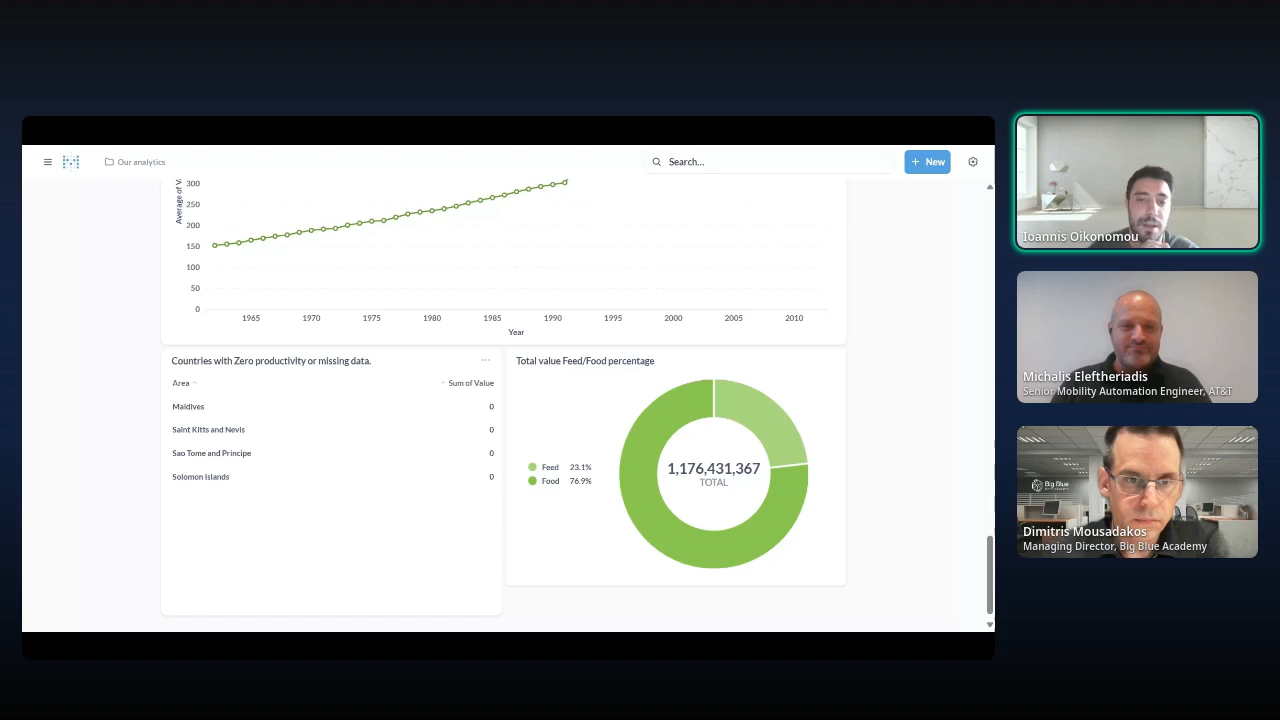 Our analytics
Search...
+ New
Average of V
300
250
200
150
100
50
0
1965 1970 1975 1980 1985 1990 1995 2000 2005 2010
Year
Countries with Zero productivity or missing data.
Area Sum of Value
Maldives 0
Saint Kitts and Nevis 0
Sao Tome and Principe 0
Solomon Islands 0
Total value Feed/Food percentage
Feed 23.1%
Food 76.9%
1,176,431,367
TOTAL
Ioannis Oikonomou
Michalis Eleftheriadis
Senior Mobility Automation Engineer, AT&T
Big Blue
Dimitris Mousadakos
Managing Director, Big Blue Academy